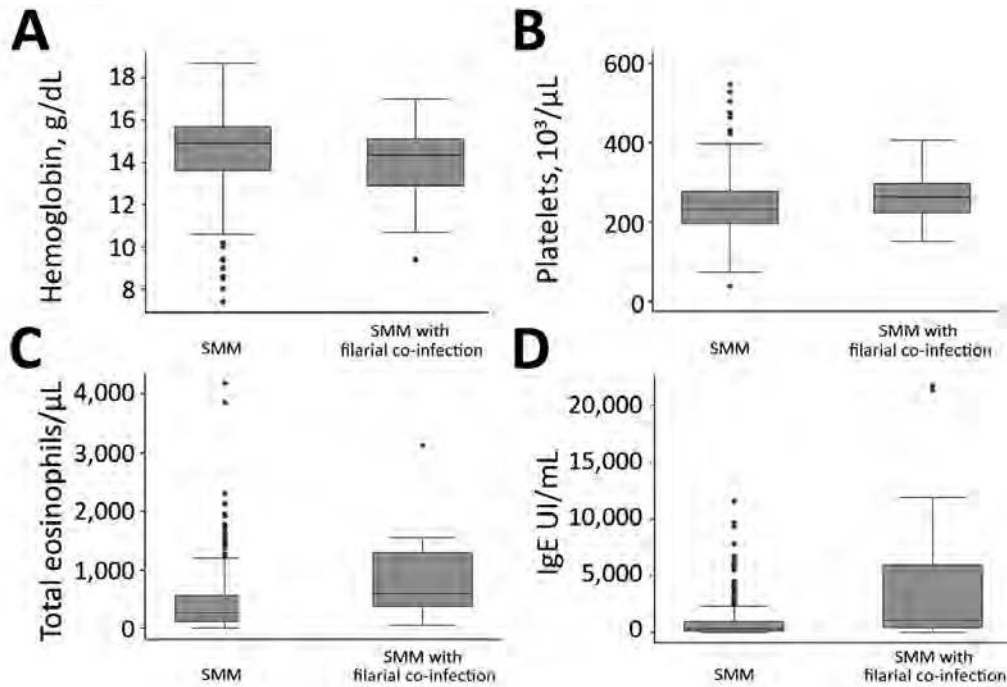 A
Hemoglobin, g/dL
18
16
14
12
10
8
SMM
SMM with
filarial co-infection
B
Platelets, 10³/µL
600
400
200
0
SMM
SMM with
filarial co-infection
C
Total eosinophils/µL
4,000
3,000
2,000
1,000
0
SMM
SMM with
filarial co-infection
D
IgE UI/mL
20,000
15,000
10,000
5,000
0
SMM
SMM with
filarial co-infection